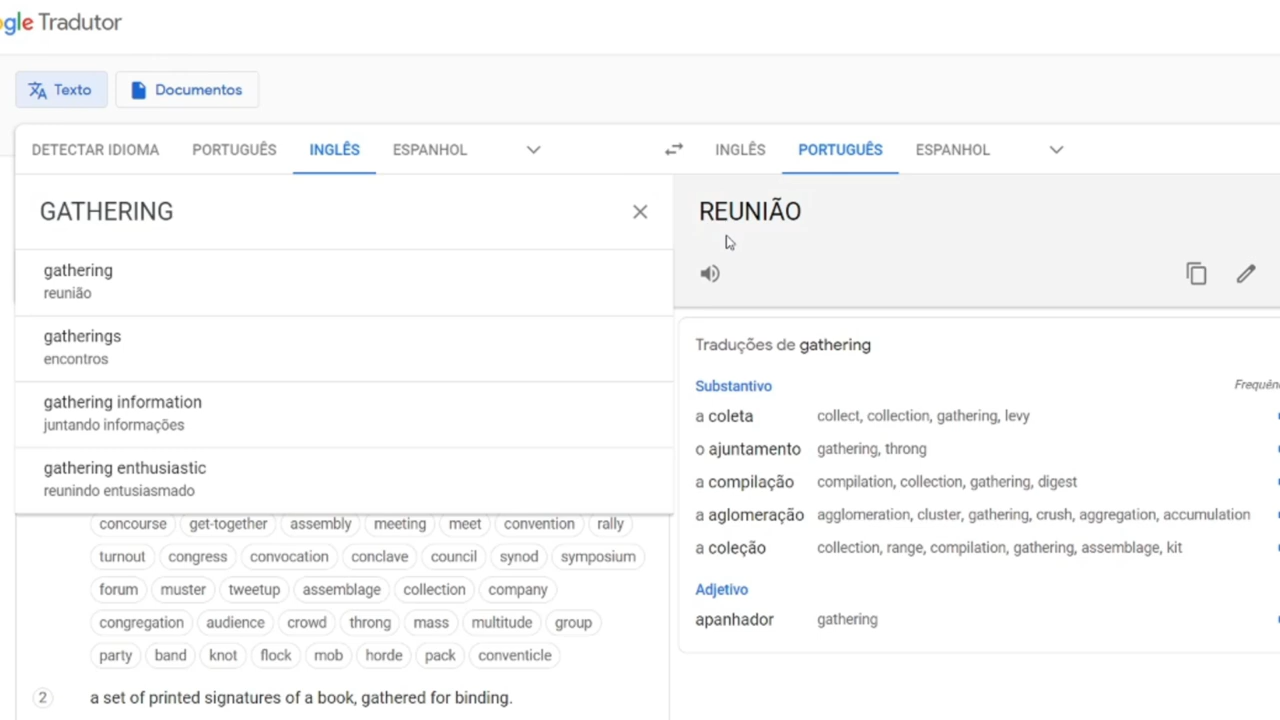 ogle Tradutor
Texto Documentos
DETECTAR IDIOMA PORTUGUÊS INGLÊS ESPANHOL INGLÊS PORTUGUÊS ESPANHOL
GATHERING
gathering
reunião
gatherings
encontros
gathering information
juntando informações
gathering enthusiastic
reunindo entusiasmado
concourse get-together assembly meeting meet convention rally
turnout congress convocation conclave council synod symposium
forum muster tweetup assemblage collection company
congregation audience crowd throng mass multitude group
party band knot flock mob horde pack conventicle
2 a set of printed signatures of a book, gathered for binding.
REUNIÃO
Traduções de gathering
Substantivo Frequên
a coleta collect, collection, gathering, levy
o ajuntamento gathering, throng
a compilação compilation, collection, gathering, digest
a aglomeração agglomeration, cluster, gathering, crush, aggregation, accumulation
a coleção collection, range, compilation, gathering, assemblage, kit
Adjetivo
apanhador gathering